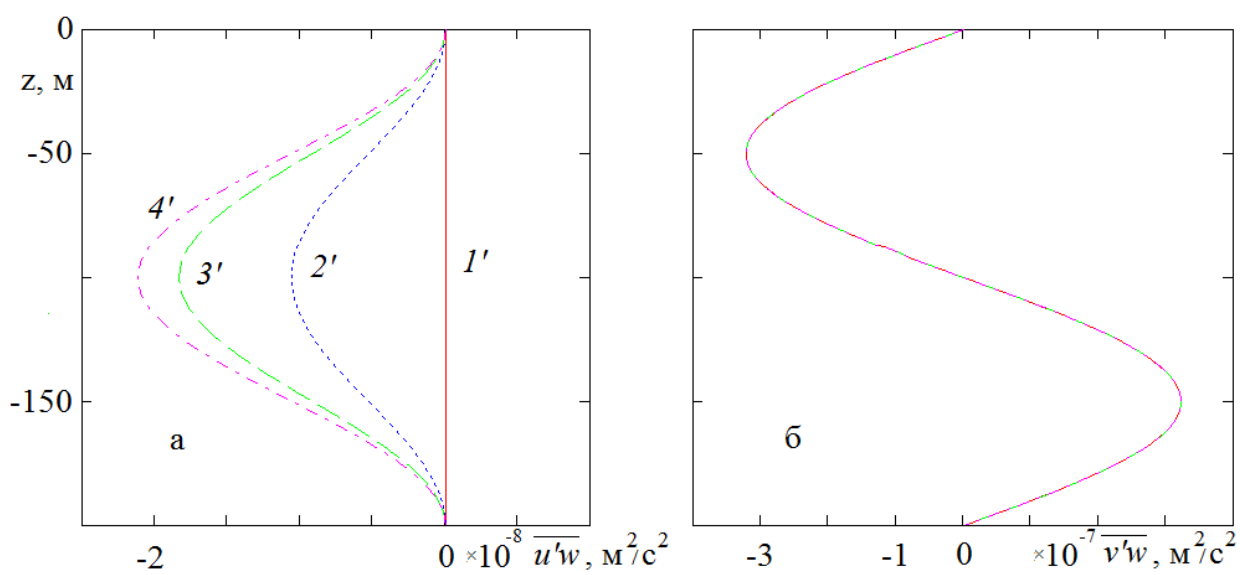 0
z, м
-50
-150
4'
3'
2'
1'
а
б
-2 0 ×10⁻⁸ u'w, м²/с²
-3 -1 0 ×10⁻⁷ v'w, м²/с²